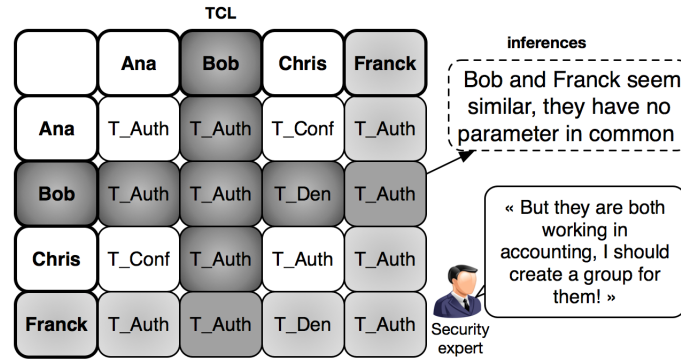 TCL
Ana Bob Chris Franck
Ana T_Auth T_Auth T_Conf T_Auth
Bob T_Auth T_Auth T_Den T_Auth
Chris T_Conf T_Auth T_Auth T_Auth
Franck T_Auth T_Auth T_Den T_Auth
inferences
Bob and Franck seem
similar, they have no
parameter in common
« But they are both
working in
accounting, I should
create a group for
them! »
Security
expert